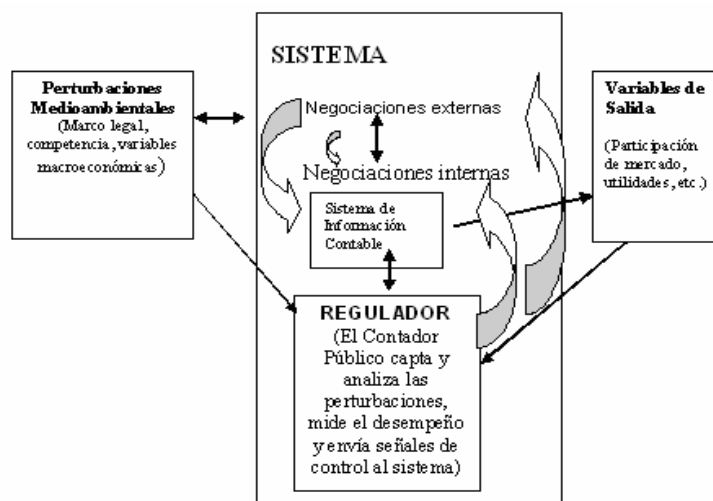 SISTEMA
Perturbaciones
Medioambientales
(Marco legal,
competencia, variables
macroeconómicas)
Negociaciones externas
Negociaciones internas
Sistema de
Información
Contable
REGULADOR
(El Contador
Público capta y
analiza las
perturbaciones,
mide el desempeño
y envía señales de
control al sistema)
Variables de
Salida
(Participación
de mercado,
utilidades, etc.)